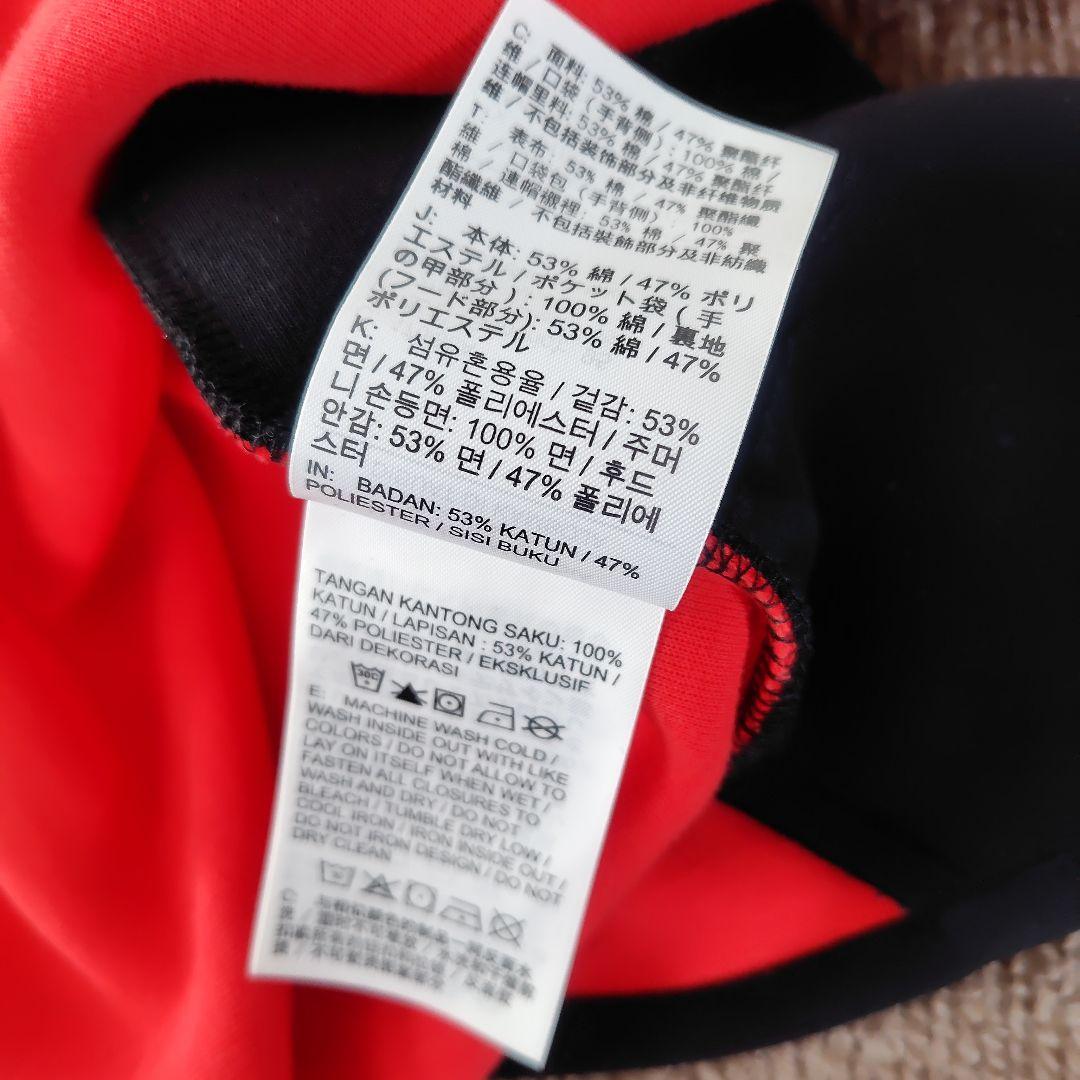 C: 面料: 53% 棉 / 47% 聚酯纤
维 / 口袋 (手背侧) : 100% 棉 /
连帽里料: 53% 棉 / 47% 聚酯纤
维 / 不包括装饰部分及非纤维物质
T: 表布: 53% 棉 / 47% 聚酯纖
維 / 口袋包 (手背側) : 100%
棉 / 連帽襯裡: 53% 棉 / 47% 聚
酯纖維 / 不包括裝飾部分及非紡織
材料
J: 本体: 53% 綿 / 47% ポリ
エステル / ポケット袋 ( 手
の甲部分 ) : 100% 綿 / 裏地
(フード部分): 53% 綿 / 47%
ポリエステル
K: 섬유혼용율 / 겉감: 53%
면 / 47% 폴리에스터 / 주머
니 손등면: 100% 면 / 후드
안감: 53% 면 / 47% 폴리에
스터
IN: BADAN: 53% KATUN / 47%
POLIESTER / SISI BUKU
TANGAN KANTONG SAKU: 100%
KATUN / LAPISAN : 53% KATUN /
47% POLIESTER / EKSKLUSIF
DARI DEKORASI
30C
E: MACHINE WASH COLD /
WASH INSIDE OUT WITH LIKE
COLORS / DO NOT ALLOW TO
LAY ON ITSELF WHEN WET /
FASTEN ALL CLOSURES TO
WASH AND DRY / DO NOT
BLEACH / TUMBLE DRY LOW /
COOL IRON / IRON INSIDE OUT /
DO NOT IRON DESIGN / DO NOT
DRY CLEAN
C: